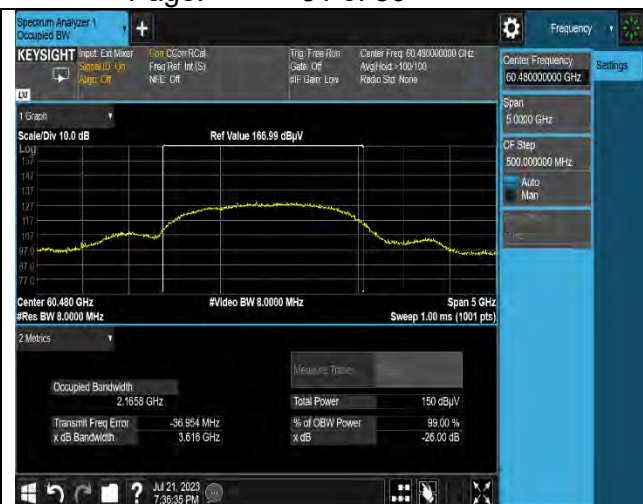 Spectrum Analyzer 1
Occupied BW
Frequency
KEYSIGHT
Input: Ext Mixer
Signal ID: On
Align: Off
Corr CCorr RCal
Freq Ref: Int (S)
NFE: Off
Trig: Free Run
Gate: Off
#IF Gain: Low
Center Freq: 60.480000000 GHz
Avg|Hold:>100/100
Radio Std: None
LXI
Center Frequency
60.480000000 GHz
Settings
Span
5.0000 GHz
CF Step
500.000000 MHz
Auto
Man
1 Graph
Scale/Div 10.0 dB
Ref Value 166.99 dBµV
Log
157
147
137
127
117
107
97.0
87.0
77.0
Center 60.480 GHz
#Video BW 8.0000 MHz
Span 5 GHz
#Res BW 8.0000 MHz
Sweep 1.00 ms (1001 pts)
2 Metrics
Measure Trace
Occupied Bandwidth
2.1658 GHz
Total Power
150 dBµV
Transmit Freq Error
-36.954 MHz
% of OBW Power
99.00 %
x dB Bandwidth
3.616 GHz
x dB
-26.00 dB
Jul 21, 2023
7:36:35 PM